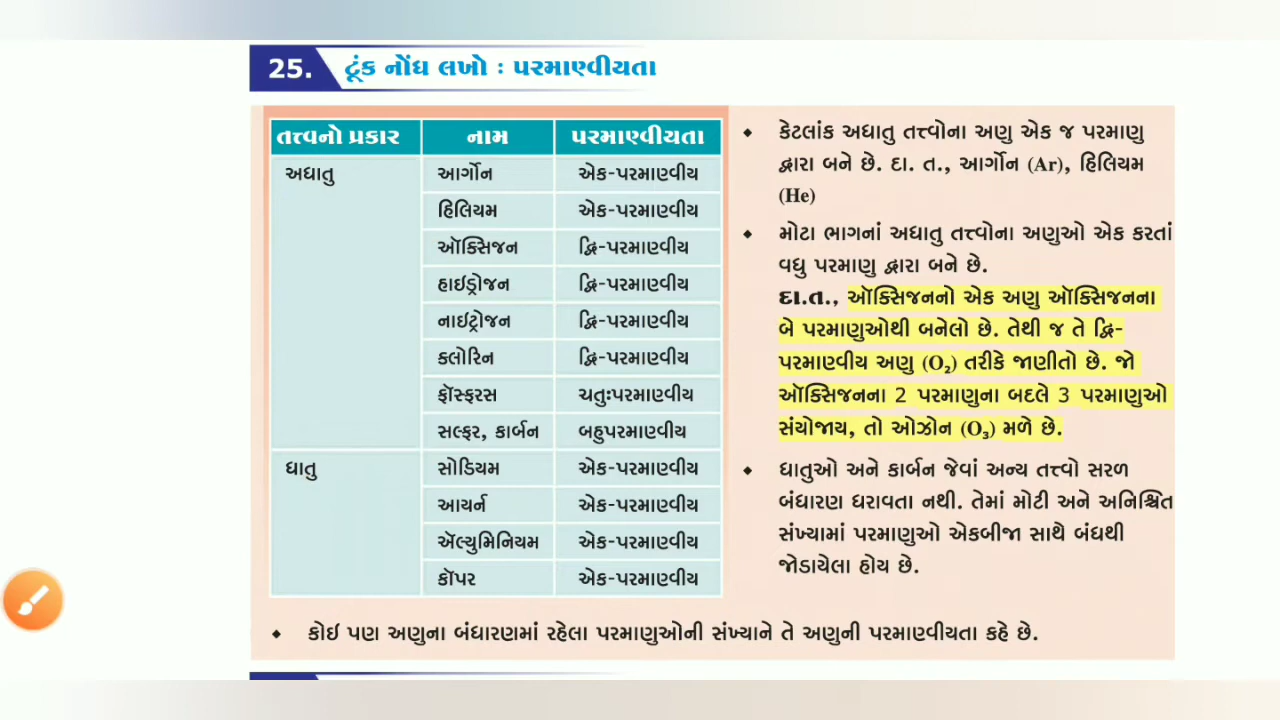 25. ટૂંક નોંધ લખો : પરમાણ્વીયતા
તત્ત્વનો પ્રકાર નામ પરમાણ્વીયતા
અધાતુ આર્ગોન એક-પરમાણ્વીય
હિલિયમ એક-પરમાણ્વીય
ઑક્સિજન દ્વિ-પરમાણ્વીય
હાઈડ્રોજન દ્વિ-પરમાણ્વીય
નાઈટ્રોજન દ્વિ-પરમાણ્વીય
ક્લોરિન દ્વિ-પરમાણ્વીય
ફૉસ્ફરસ ચતુઃપરમાણ્વીય
સલ્ફર, કાર્બન બહુપરમાણ્વીય
ધાતુ સોડિયમ એક-પરમાણ્વીય
આયર્ન એક-પરમાણ્વીય
ઍલ્યુમિનિયમ એક-પરમાણ્વીય
કૉપર એક-પરમાણ્વીય
⬥ કેટલાંક અધાતુ તત્ત્વોના અણુ એક જ પરમાણુ
દ્વારા બને છે. દા. ત., આર્ગોન (Ar), હિલિયમ
(He)
⬥ મોટા ભાગનાં અધાતુ તત્ત્વોના અણુઓ એક કરતાં
વધુ પરમાણુ દ્વારા બને છે.
દા.ત., ઑક્સિજનનો એક અણુ ઑક્સિજનના
બે પરમાણુઓથી બનેલો છે. તેથી જ તે દ્વિ-
પરમાણ્વીય અણુ (O₂) તરીકે જાણીતો છે. જો
ઑક્સિજનના 2 પરમાણુના બદલે 3 પરમાણુઓ
સંયોજાય, તો ઓઝોન (O₃) મળે છે.
⬥ ધાતુઓ અને કાર્બન જેવાં અન્ય તત્ત્વો સરળ
બંધારણ ધરાવતા નથી. તેમાં મોટી અને અનિશ્ચિત
સંખ્યામાં પરમાણુઓ એકબીજા સાથે બંધથી
જોડાયેલા હોય છે.
⬥ કોઈ પણ અણુના બંધારણમાં રહેલા પરમાણુઓની સંખ્યાને તે અણુની પરમાણ્વીયતા કહે છે.